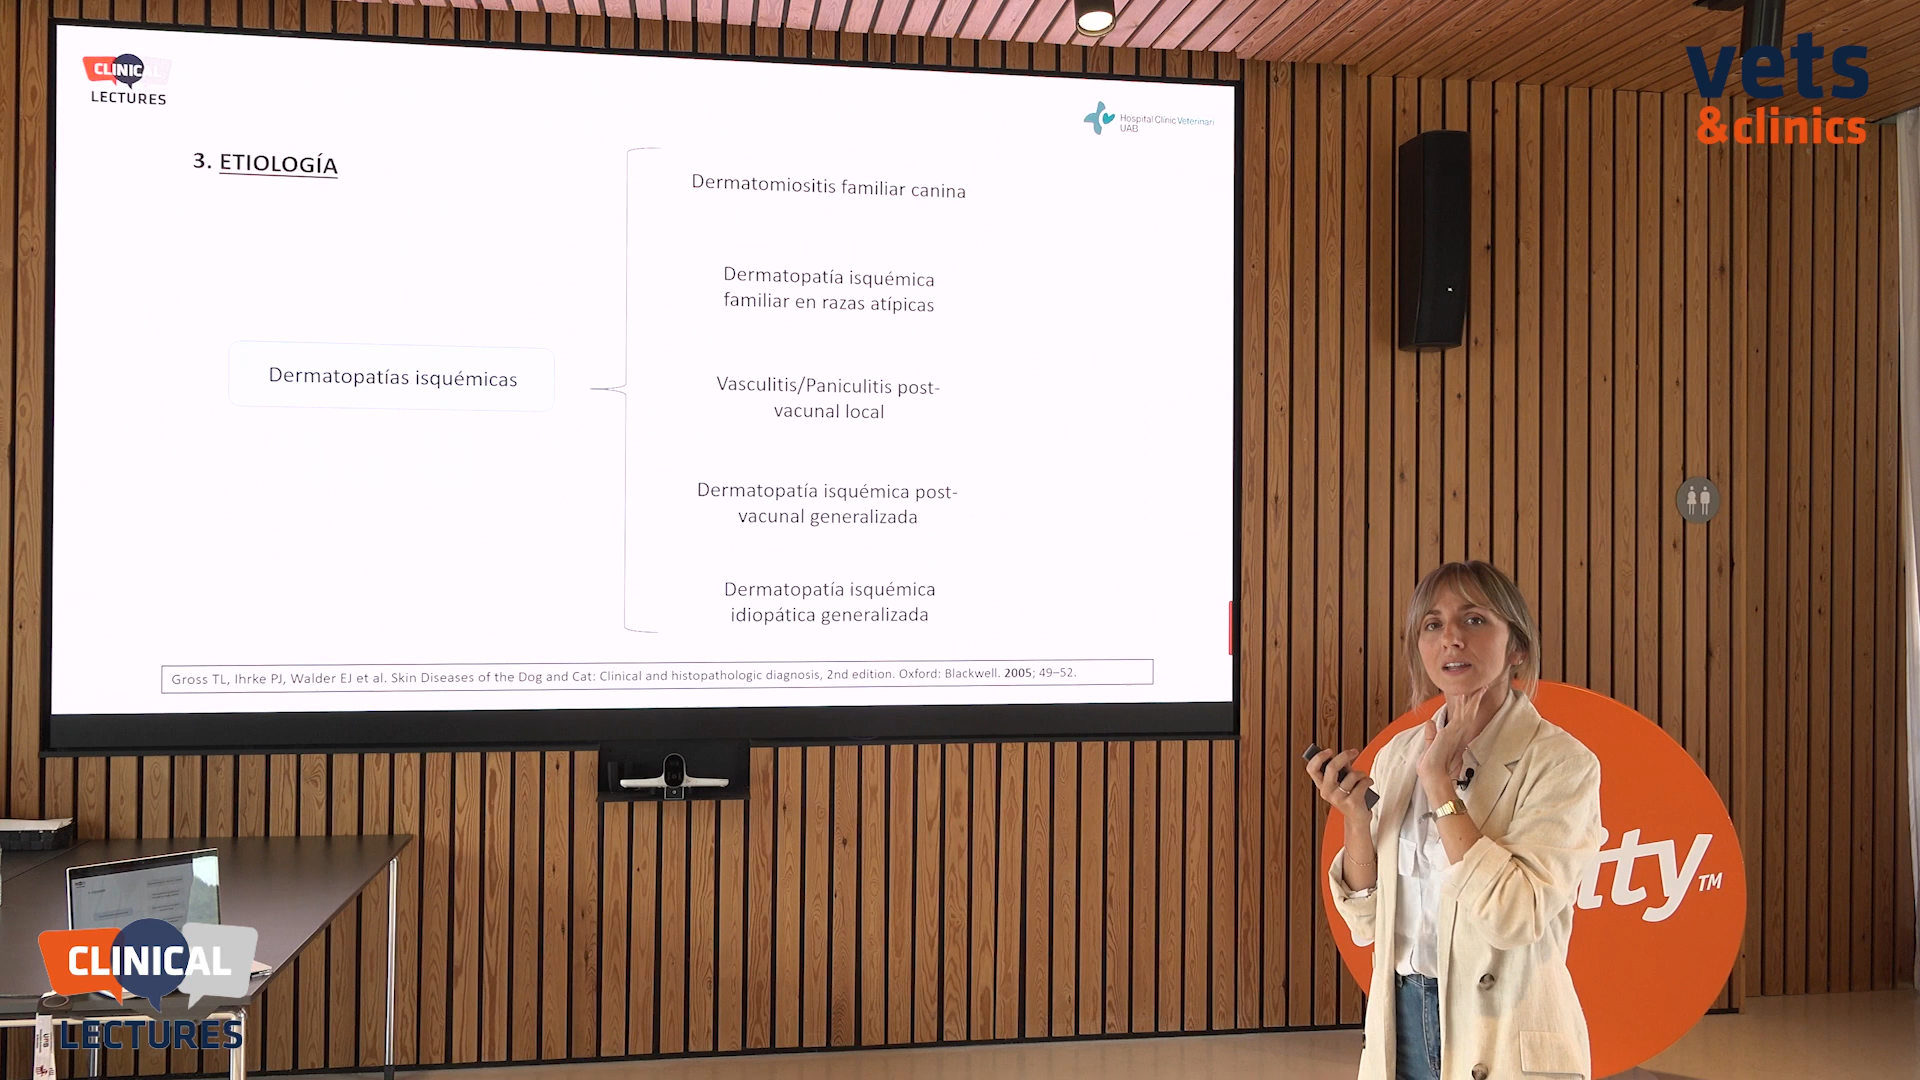 CLINICAL
LECTURES
Hospital Clínic Veterinari
UAB
3. ETIOLOGÍA
Dermatopatías isquémicas
Dermatomiositis familiar canina
Dermatopatía isquémica
familiar en razas atípicas
Vasculitis/Paniculitis post-
vacunal local
Dermatopatía isquémica post-
vacunal generalizada
Dermatopatía isquémica
idiopática generalizada
Gross TL, Ihrke PJ, Walder EJ et al. Skin Diseases of the Dog and Cat: Clinical and histopathologic diagnosis, 2nd edition. Oxford: Blackwell. 2005; 49–52.
vets
&clinics
ity™
CLINICAL
LECTURES